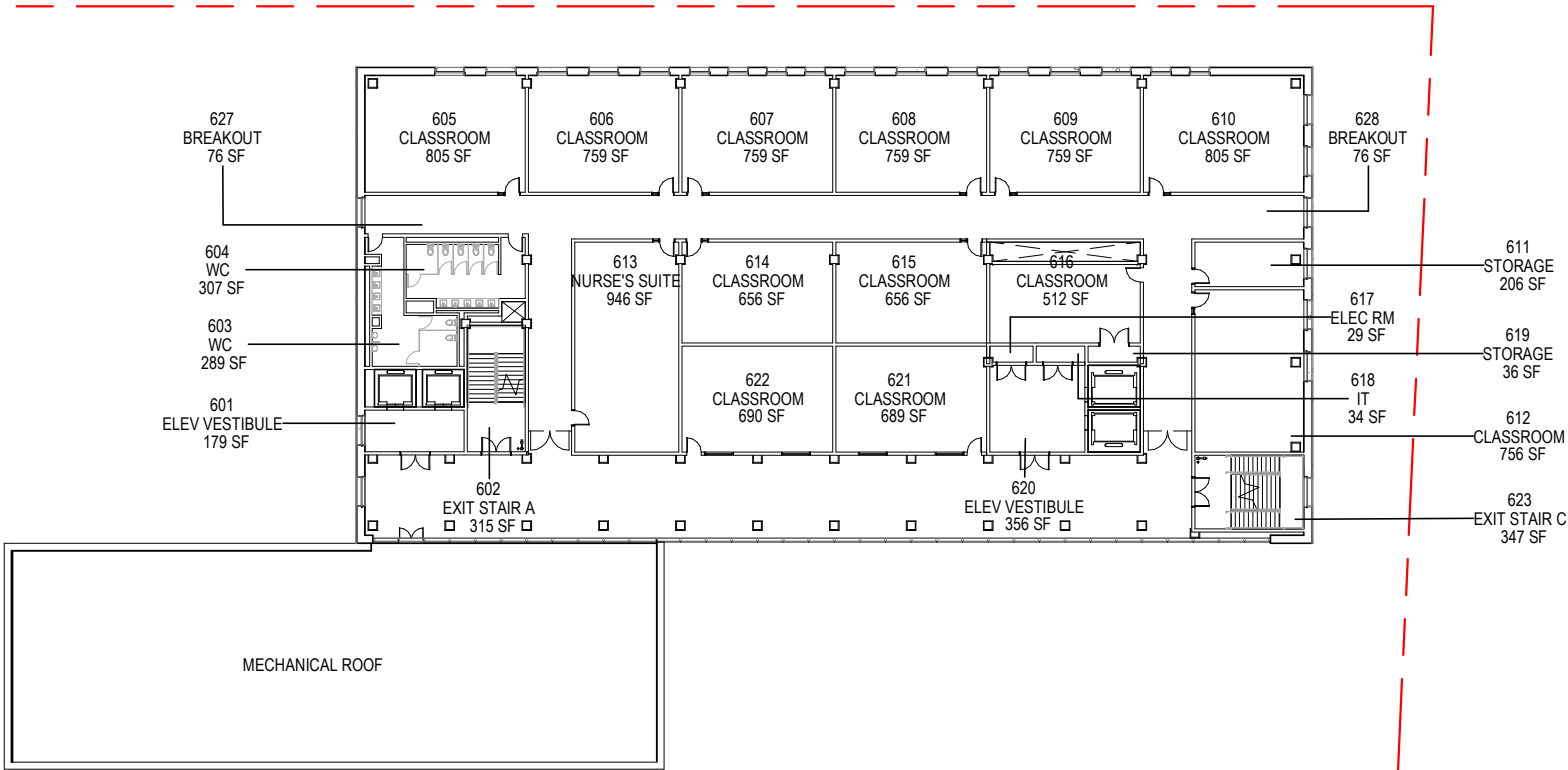 605
CLASSROOM
805 SF
606
CLASSROOM
759 SF
607
CLASSROOM
759 SF
608
CLASSROOM
759 SF
609
CLASSROOM
759 SF
610
CLASSROOM
805 SF
627
BREAKOUT
76 SF
628
BREAKOUT
76 SF
604
WC
307 SF
613
NURSE'S SUITE
946 SF
614
CLASSROOM
656 SF
615
CLASSROOM
656 SF
616
CLASSROOM
512 SF
611
STORAGE
206 SF
617
ELEC RM
29 SF
603
WC
289 SF
619
STORAGE
36 SF
622
CLASSROOM
690 SF
621
CLASSROOM
689 SF
618
IT
34 SF
601
ELEV VESTIBULE
179 SF
612
CLASSROOM
756 SF
602
EXIT STAIR A
315 SF
620
ELEV VESTIBULE
356 SF
623
EXIT STAIR C
347 SF
MECHANICAL ROOF